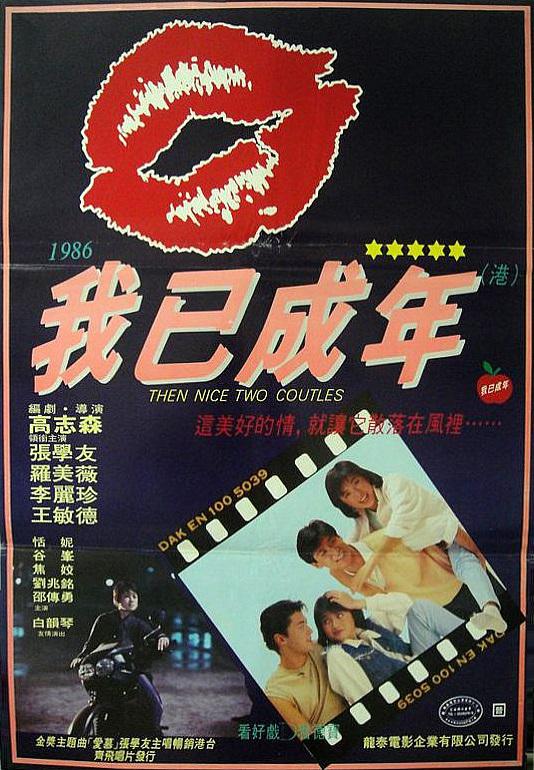 1986
★★★★★
我已成年
(港)
THEN NICE TWO COUTLES
我已成年
這美好的情，就讓它散落在風裡……
編劇·導演
高志森
領銜主演
張學友
羅美薇
李麗珍
王敏德
恬妮
谷峯
焦姣
劉兆銘
邵傳勇
主演
白韻琴
友情演出
DAK EN 100 5039
DAK EN 100 5039
看好戲
金獎主題曲「愛慕」張學友主唱暢銷港台
齊飛唱片發行
龍泰電影企業有限公司發行
普